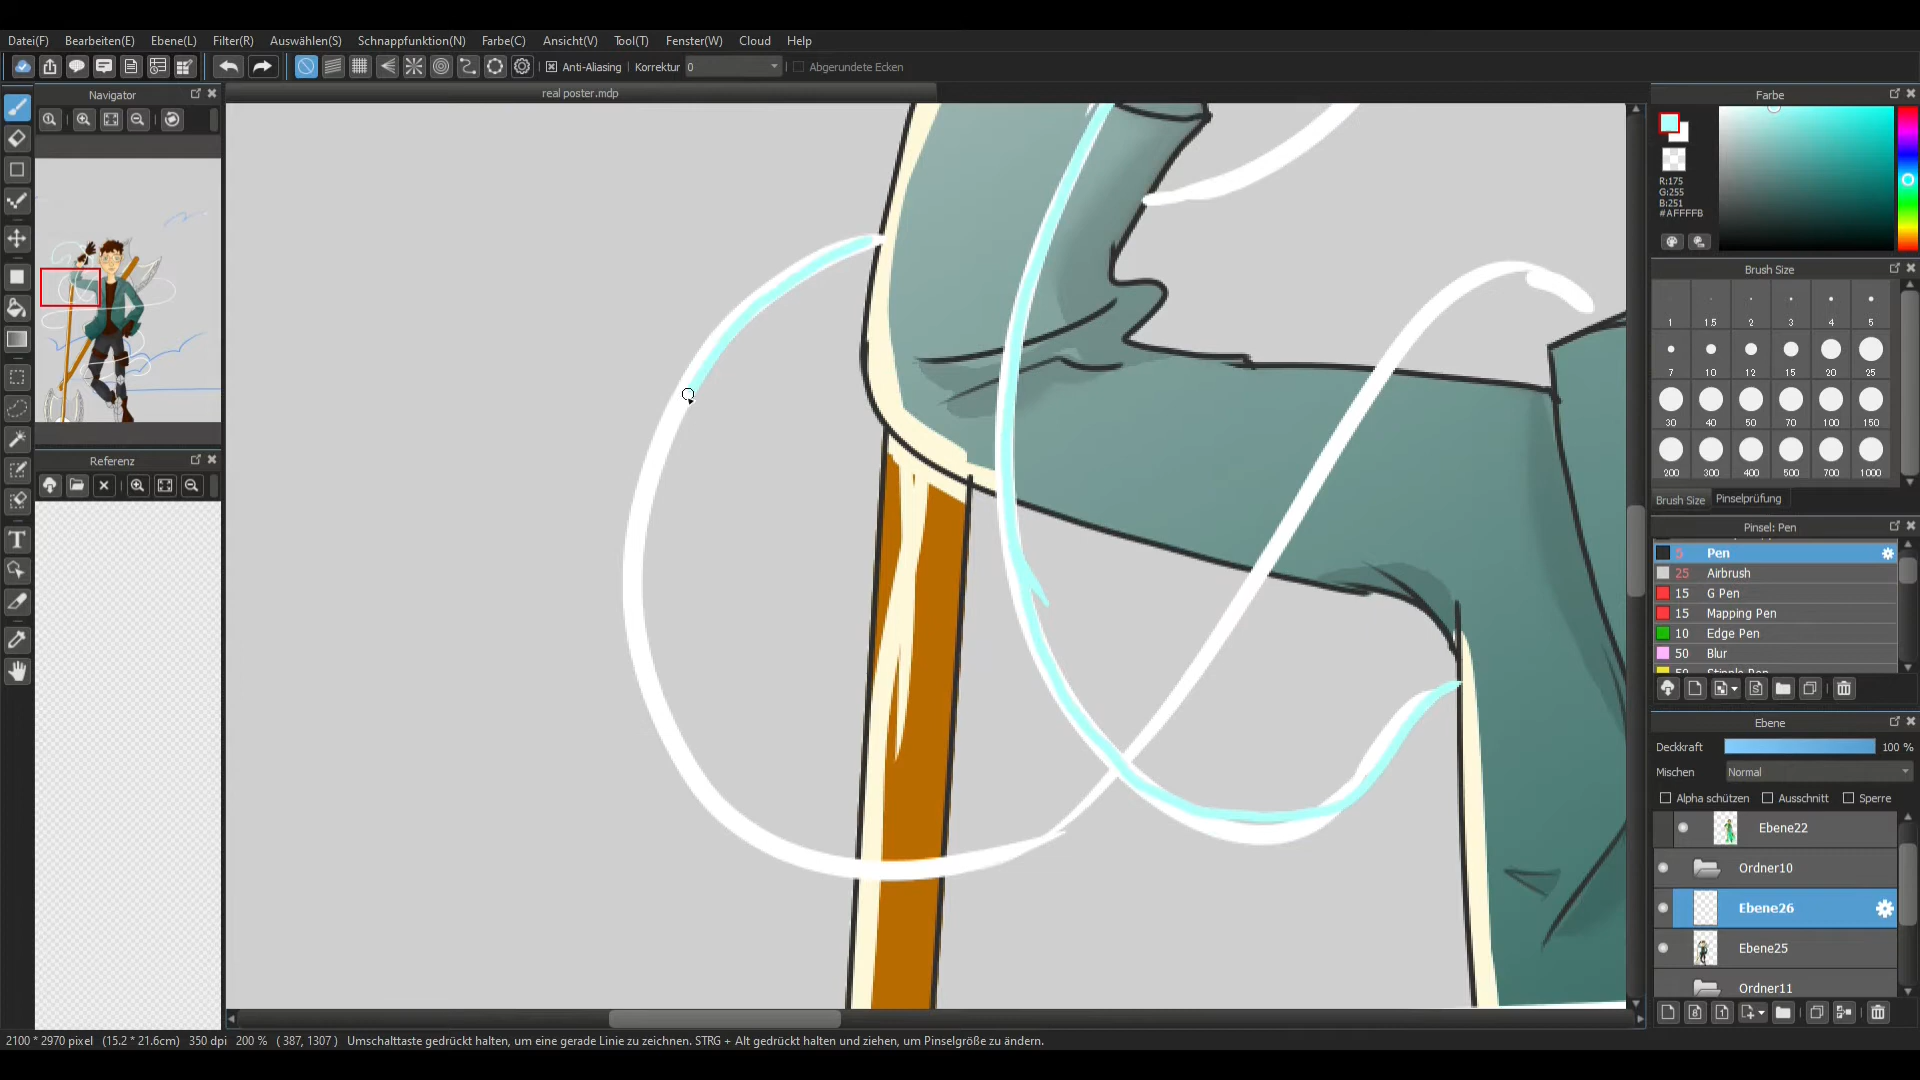 Datei(F) Bearbeiten(E) Ebene(L) Filter(R) Auswählen(S) Schnappfunktion(N) Farbe(C) Ansicht(V) Tool(T) Fenster(W) Cloud Help
Anti-Aliasing Korrektur 0 Abgerundete Ecken
Navigator
real poster.mdp
Farbe
R:175
G:255
B:251
#AFFFFB
Brush Size
1 1.5 2 3 4 5
7 10 12 15 20 25
30 40 50 70 100 150
200 300 400 500 700 1000
Brush Size Pinselprüfung
Referenz
Pinsel: Pen
5 Pen
25 Airbrush
15 G Pen
15 Mapping Pen
10 Edge Pen
50 Blur
50 Stipple Pen
Ebene
Deckkraft 100 %
Mischen Normal
Alpha schützen Ausschnitt Sperre
Ebene22
Ordner10
Ebene26
Ebene25
Ordner11
2100 * 2970 pixel (15.2 * 21.6cm) 350 dpi 200 % ( 387, 1307 ) Umschalttaste gedrückt halten, um eine gerade Linie zu zeichnen. STRG + Alt gedrückt halten und ziehen, um Pinselgröße zu ändern.